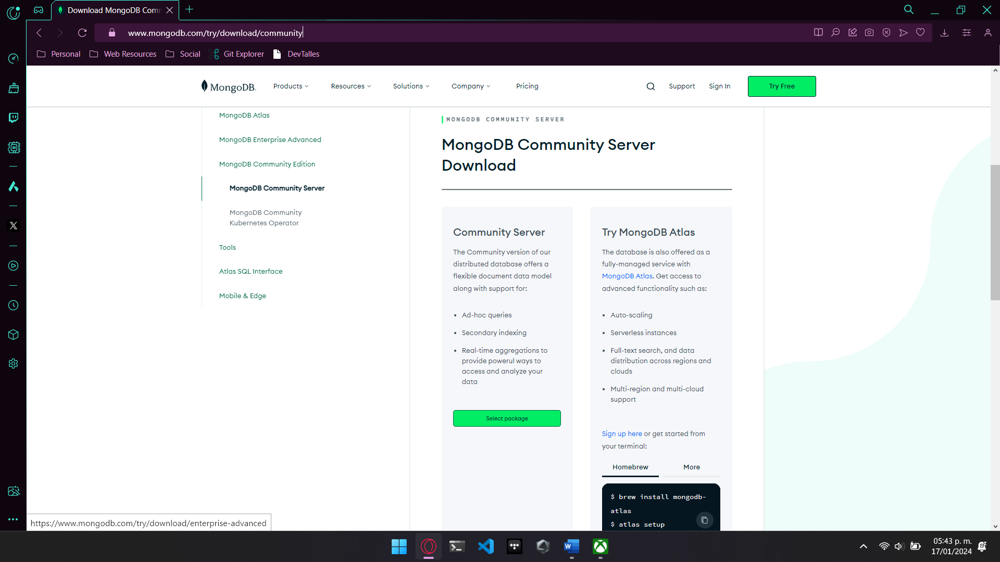 Download MongoDB Com
www.mongodb.com/try/download/community
Personal
Web Resources
Social
Git Explorer
DevTalles
MongoDB.
Products
Resources
Solutions
Company
Pricing
Support
Sign In
Try Free
MongoDB Atlas
MongoDB Enterprise Advanced
MongoDB Community Edition
MongoDB Community Server
MongoDB Community
Kubernetes Operator
Tools
Atlas SQL Interface
Mobile & Edge
MONGODB COMMUNITY SERVER
MongoDB Community Server
Download
Community Server
The Community version of our
distributed database offers a
flexible document data model
along with support for:
• Ad-hoc queries
• Secondary indexing
• Real-time aggregations to
provide powerul ways to
access and analyze your
data
Select package
Try MongoDB Atlas
The database is also offered as a
fully-managed service with
MongoDB Atlas. Get access to
advanced functionality such as:
• Auto-scaling
• Serverless instances
• Full-text search, and data
distribution across regions and
clouds
• Multi-region and multi-cloud
support
Sign up here or get started from
your terminal:
Homebrew
More
$ brew install mongodb-
atlas
$ atlas setup
https://www.mongodb.com/try/download/enterprise-advanced
05:43 p. m.
17/01/2024